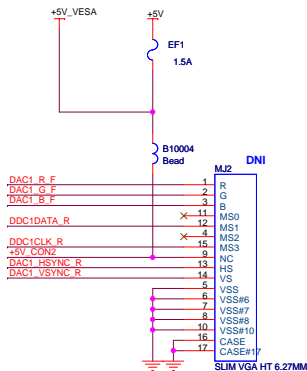 +5V_VESA
+5V
EF1
1.5A
B10004
Bead
DNI
MJ2
DAC1_R_F 1 R
DAC1_G_F 2 G
DAC1_B_F 3 B
11 MS0
DDC1DATA_R 12 MS1
4 MS2
DDC1CLK_R 15 MS3
+5V_CON2 9 NC
DAC1_HSYNC_R 13 HS
DAC1_VSYNC_R 14 VS
5 VSS
6 VSS#6
7 VSS#7
8 VSS#8
10 VSS#10
16 CASE
17 CASE#17
SLIM VGA HT 6.27MM